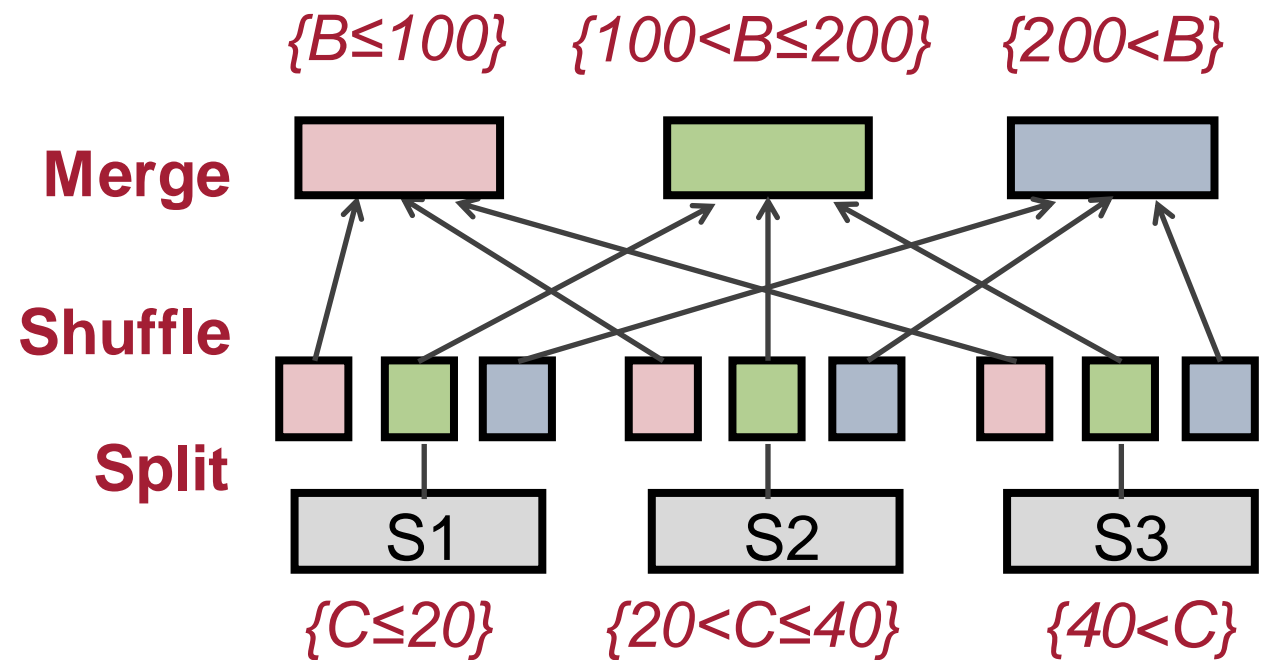 {B≤100} {100<B≤200} {200<B}
Merge
Shuffle
Split
S1 S2 S3
{C≤20} {20<C≤40} {40<C}